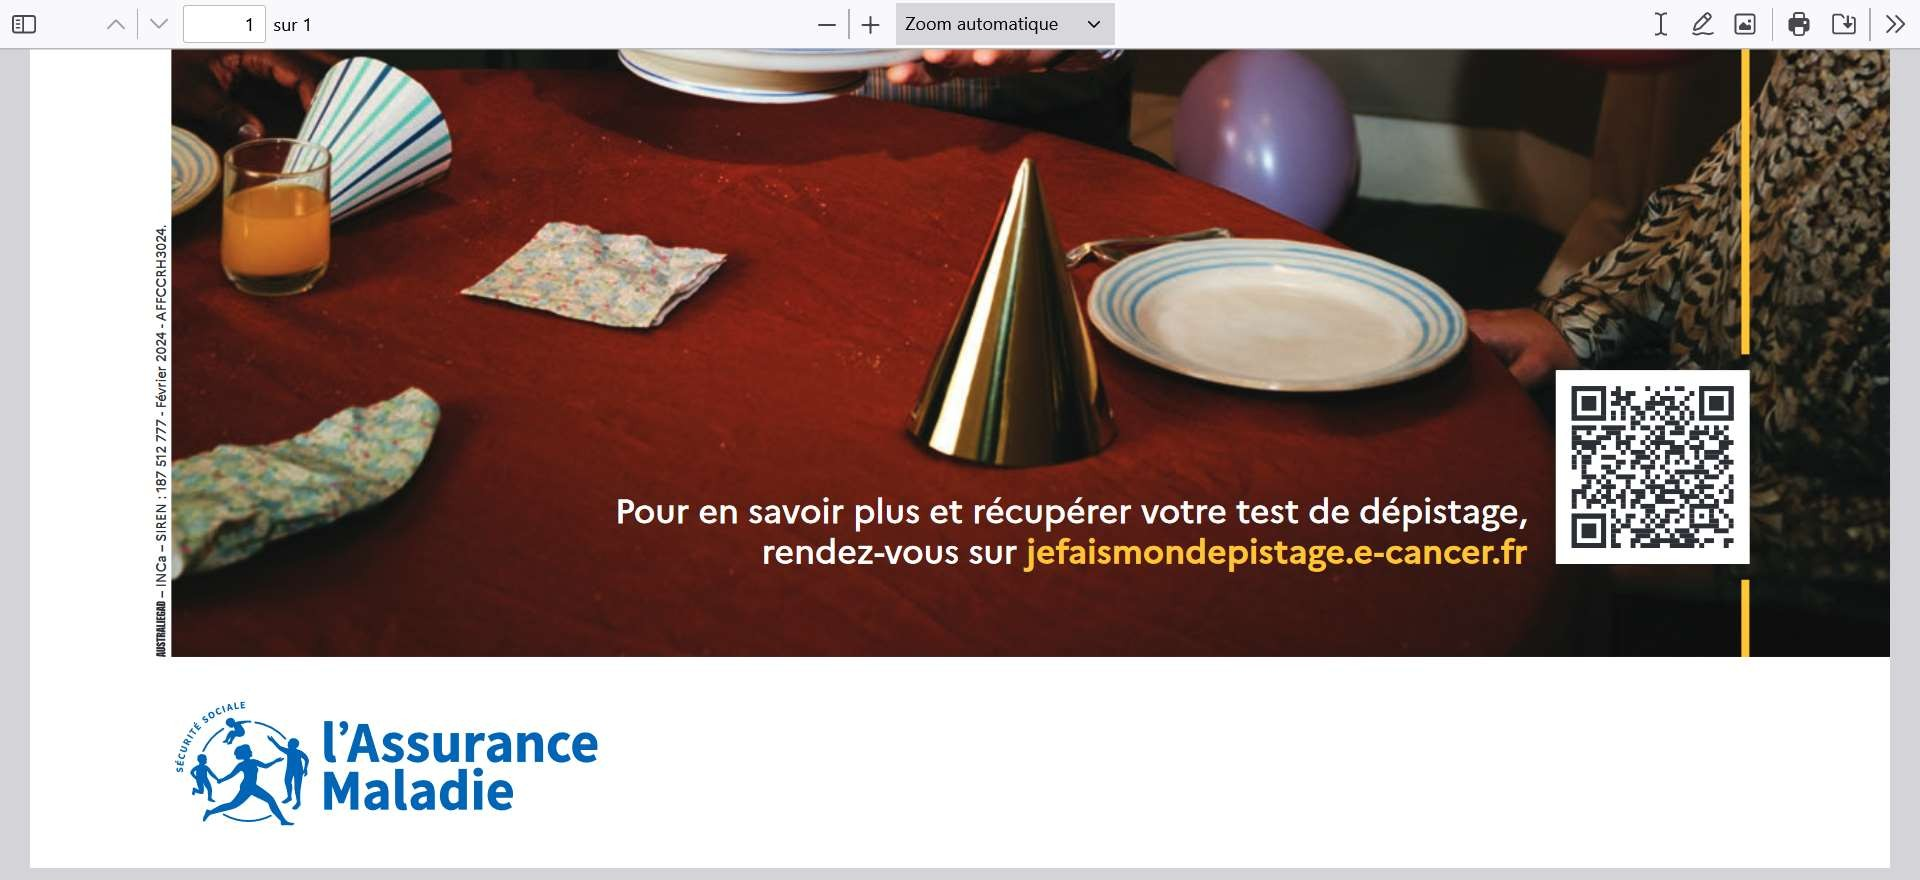 1
sur 1
Zoom automatique
AUSTRALIEGAD – INCa – SIREN : 187 512 777 - Février 2024 - AFFCCRH3024.
Pour en savoir plus et récupérer votre test de dépistage,
rendez-vous sur jefaismondepistage.e-cancer.fr
SÉCURITÉ SOCIALE
l’Assurance
Maladie